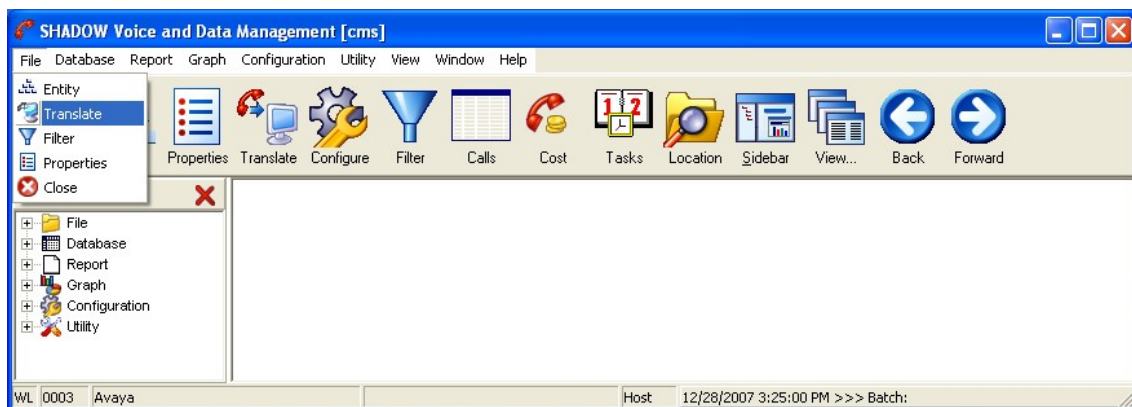 SHADOW Voice and Data Management [cms]
File Database Report Graph Configuration Utility View Window Help
Entity
Translate
Filter
Properties
Close
Properties Translate Configure Filter Calls Cost Tasks Location Sidebar View... Back Forward
1 2
File
Database
Report
Graph
Configuration
Utility
WL 0003 Avaya Host 12/28/2007 3:25:00 PM >>> Batch: